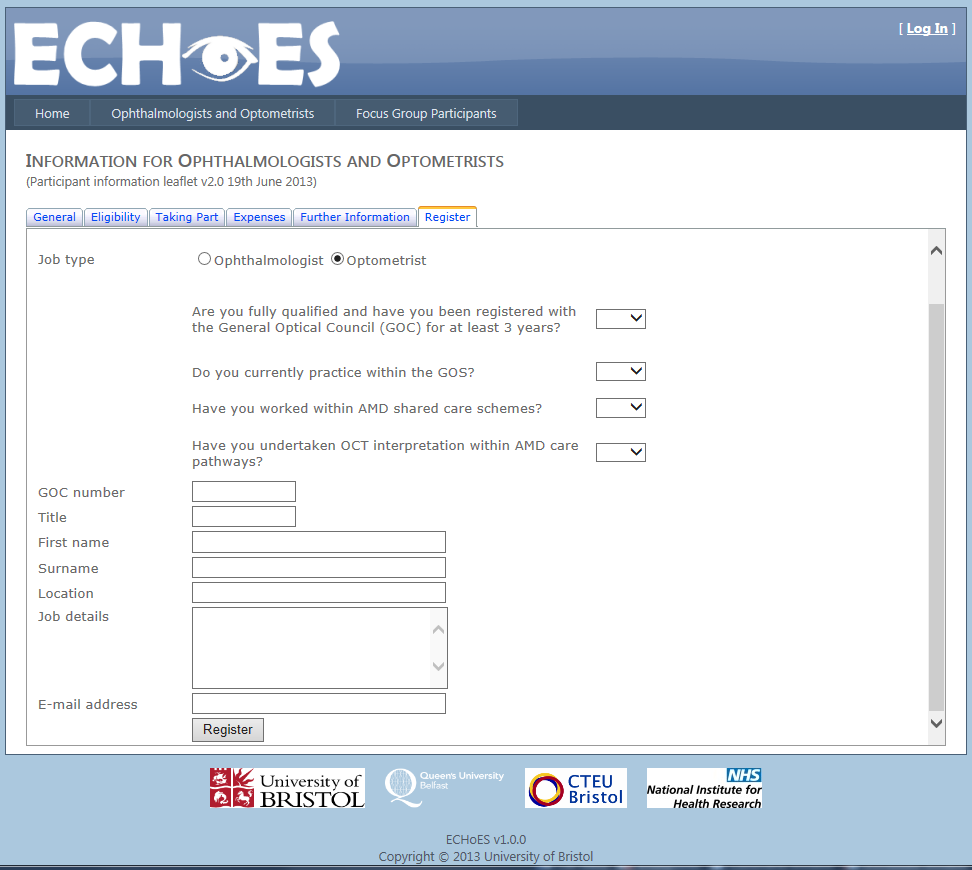 ECHoES
[ Log In ]
Home Ophthalmologists and Optometrists Focus Group Participants
Information for Ophthalmologists and Optometrists
(Participant information leaflet v2.0 19th June 2013)
General Eligibility Taking Part Expenses Further Information Register
Job type Ophthalmologist Optometrist
Are you fully qualified and have you been registered with
the General Optical Council (GOC) for at least 3 years?
Do you currently practice within the GOS?
Have you worked within AMD shared care schemes?
Have you undertaken OCT interpretation within AMD care
pathways?
GOC number
Title
First name
Surname
Location
Job details
E-mail address
Register
University of
BRISTOL
Queen's University
Belfast
CTEU
Bristol
NHS
National Institute for
Health Research
ECHoES v1.0.0
Copyright © 2013 University of Bristol